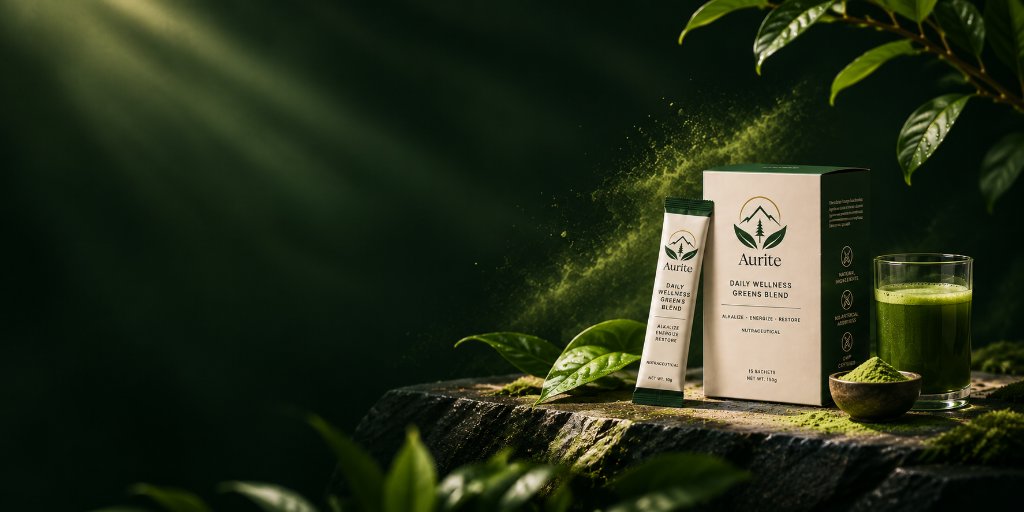 Aurite
DAILY
WELLNESS
GREENS
BLEND
ALKALIZE
ENERGIZE
RESTORE
NUTRACEUTICAL
NET WT. 10g
Aurite
DAILY WELLNESS
GREENS BLEND
ALKALIZE · ENERGIZE · RESTORE
NUTRACEUTICAL
15 SACHETS
NET WT. 150g
NATURAL
INGREDIENTS
NO ARTIFICIAL
GMP